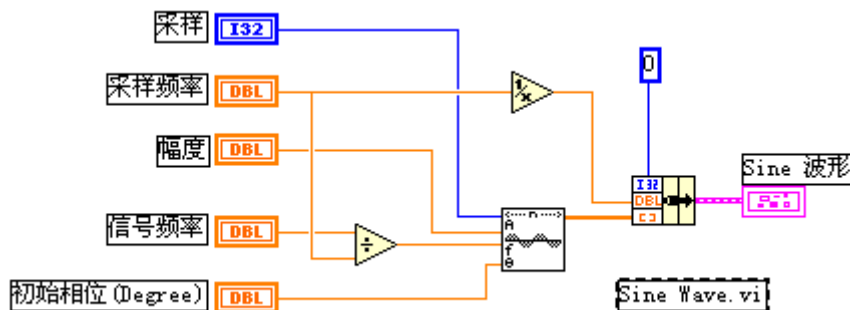 采样
I32
采样频率
DBL
1/x
0
幅度
DBL
Sine 波形
I32
DBL
[ ]
n
A
f
θ
信号频率
DBL
÷
初始相位(Degree)
DBL
Sine Wave.vi